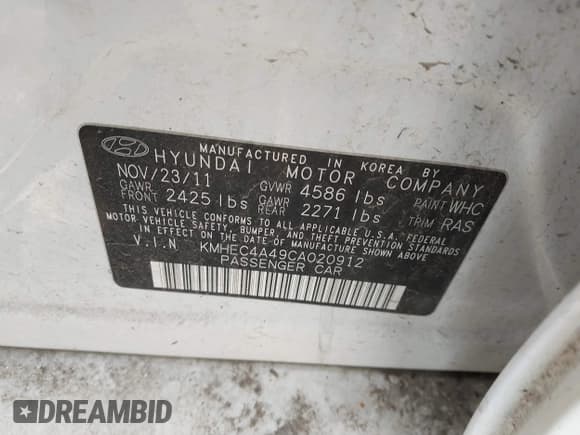 MANUFACTURED IN KOREA BY
HYUNDAI MOTOR COMPANY
NOV/23/11 GVWR 4586 lbs PAINT WHC
GAWR FRONT 2425 lbs GAWR REAR 2271 lbs TRIM RAS
THIS VEHICLE CONFORMS TO ALL APPLICABLE U.S.A. FEDERAL
MOTOR VEHICLE SAFETY, BUMPER, AND THEFT PREVENTION
STANDARDS IN EFFECT ON THE DATE OF MANUFACTURE SHOWN ABOVE
V.I.N KMHEC4A49CA020912
PASSENGER CAR
DREAMBID